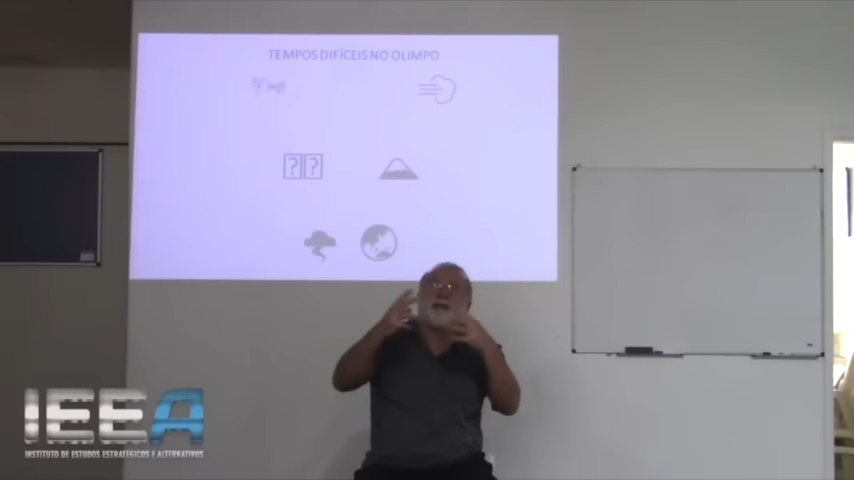 TEMPOS DIFÍCEIS NO OLIMPO
IEEA
INSTITUTO DE ESTUDOS ESTRATÉGICOS E ALTERNATIVOS